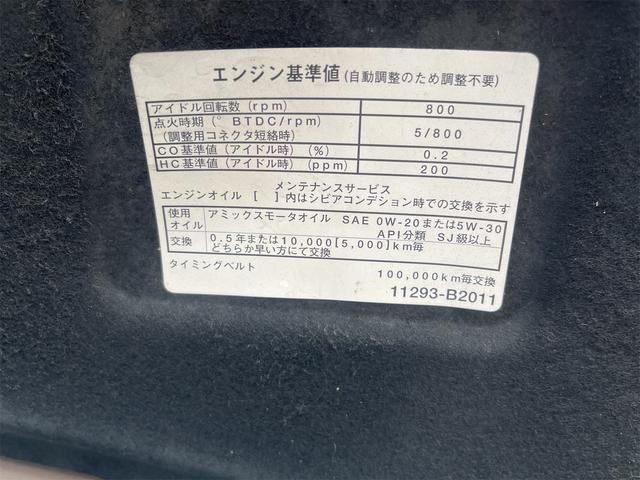 エンジン基準値(自動調整のため調整不要)
アイドル回転数(rpm) 800
点火時期(°BTDC/rpm)
(調整用コネクタ短絡時) 5/800
CO基準値(アイドル時)(%) 0.2
HC基準値(アイドル時)(ppm) 200
メンテナンスサービス
エンジンオイル [ ]内はシビアコンデション時での交換を示す
使用オイル アミックスモータオイル SAE 0W-20または5W-30
API分類 SJ級以上
交換 0.5年または10,000[5,000]km毎
どちらか早い方にて交換
タイミングベルト 100,000km毎交換
11293-B2011